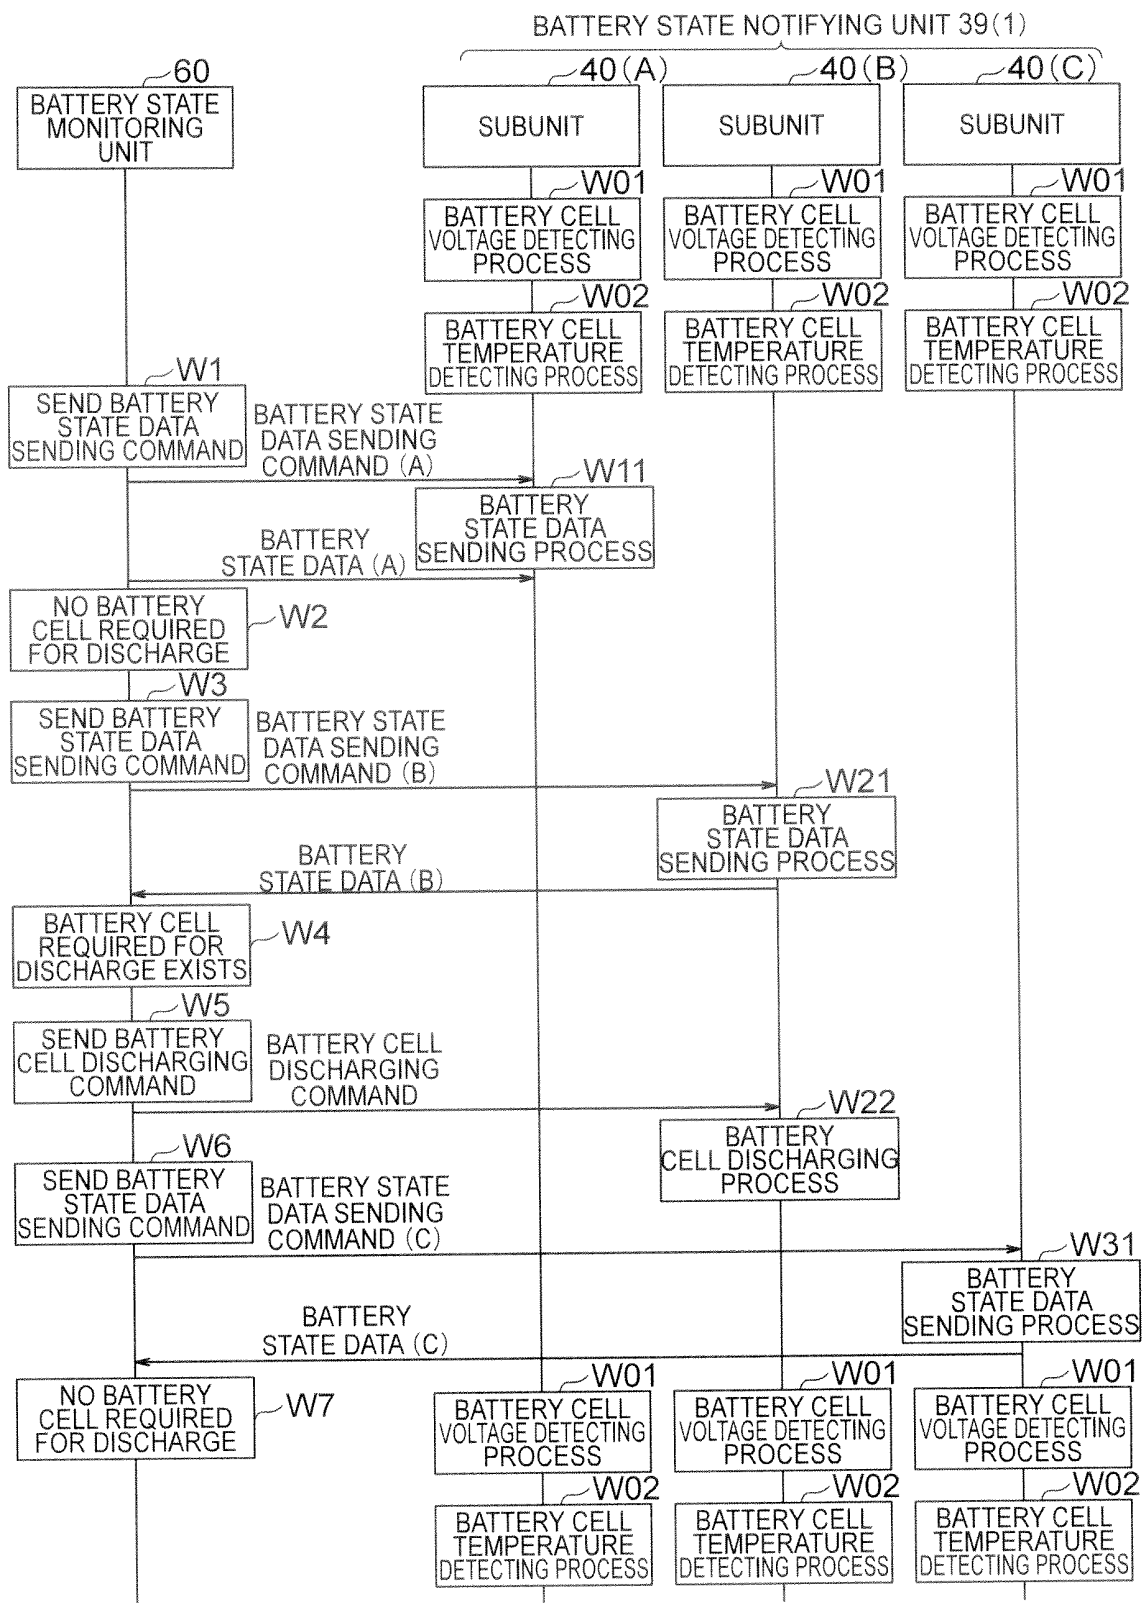 BATTERY STATE NOTIFYING UNIT 39(1)
60
40(A)
40(B)
40(C)
BATTERY STATE
MONITORING
UNIT
SUBUNIT
SUBUNIT
SUBUNIT
W01
W01
W01
BATTERY CELL
VOLTAGE DETECTING
PROCESS
BATTERY CELL
VOLTAGE DETECTING
PROCESS
BATTERY CELL
VOLTAGE DETECTING
PROCESS
W02
W02
W02
BATTERY CELL
TEMPERATURE
DETECTING PROCESS
BATTERY CELL
TEMPERATURE
DETECTING PROCESS
BATTERY CELL
TEMPERATURE
DETECTING PROCESS
W1
SEND BATTERY
STATE DATA
SENDING COMMAND
BATTERY STATE
DATA SENDING
COMMAND (A)
W11
BATTERY
STATE DATA
SENDING PROCESS
BATTERY
STATE DATA (A)
NO BATTERY
CELL REQUIRED
FOR DISCHARGE
W2
W3
SEND BATTERY
STATE DATA
SENDING COMMAND
BATTERY STATE
DATA SENDING
COMMAND (B)
W21
BATTERY
STATE DATA
SENDING PROCESS
BATTERY
STATE DATA (B)
BATTERY CELL
REQUIRED FOR
DISCHARGE EXISTS
W4
W5
SEND BATTERY
CELL DISCHARGING
COMMAND
BATTERY CELL
DISCHARGING
COMMAND
W22
BATTERY
CELL DISCHARGING
PROCESS
W6
SEND BATTERY
STATE DATA
SENDING COMMAND
BATTERY STATE
DATA SENDING
COMMAND (C)
W31
BATTERY
STATE DATA
SENDING PROCESS
BATTERY
STATE DATA (C)
NO BATTERY
CELL REQUIRED
FOR DISCHARGE
W7
W01
W01
W01
BATTERY CELL
VOLTAGE DETECTING
PROCESS
BATTERY CELL
VOLTAGE DETECTING
PROCESS
BATTERY CELL
VOLTAGE DETECTING
PROCESS
W02
W02
W02
BATTERY CELL
TEMPERATURE
DETECTING PROCESS
BATTERY CELL
TEMPERATURE
DETECTING PROCESS
BATTERY CELL
TEMPERATURE
DETECTING PROCESS